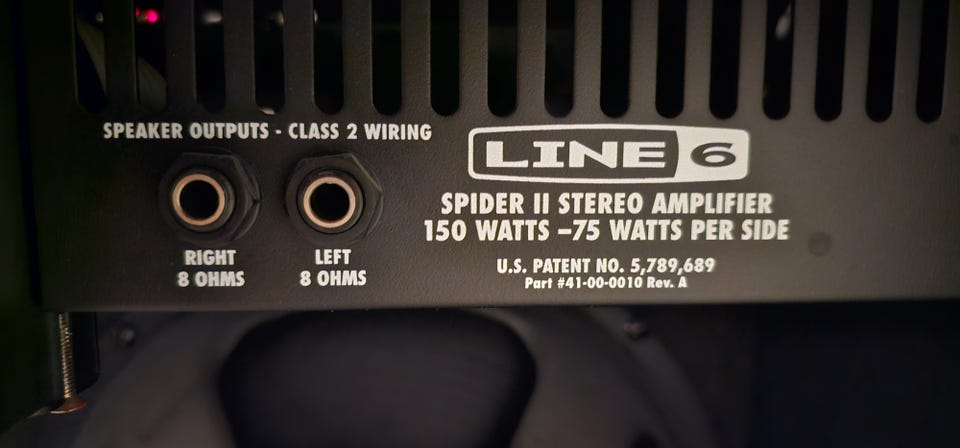 SPEAKER OUTPUTS - CLASS 2 WIRING
RIGHT
8 OHMS
LEFT
8 OHMS
LINE 6
SPIDER II STEREO AMPLIFIER
150 WATTS –75 WATTS PER SIDE
U.S. PATENT NO. 5,789,689
Part #41-00-0010 Rev. A